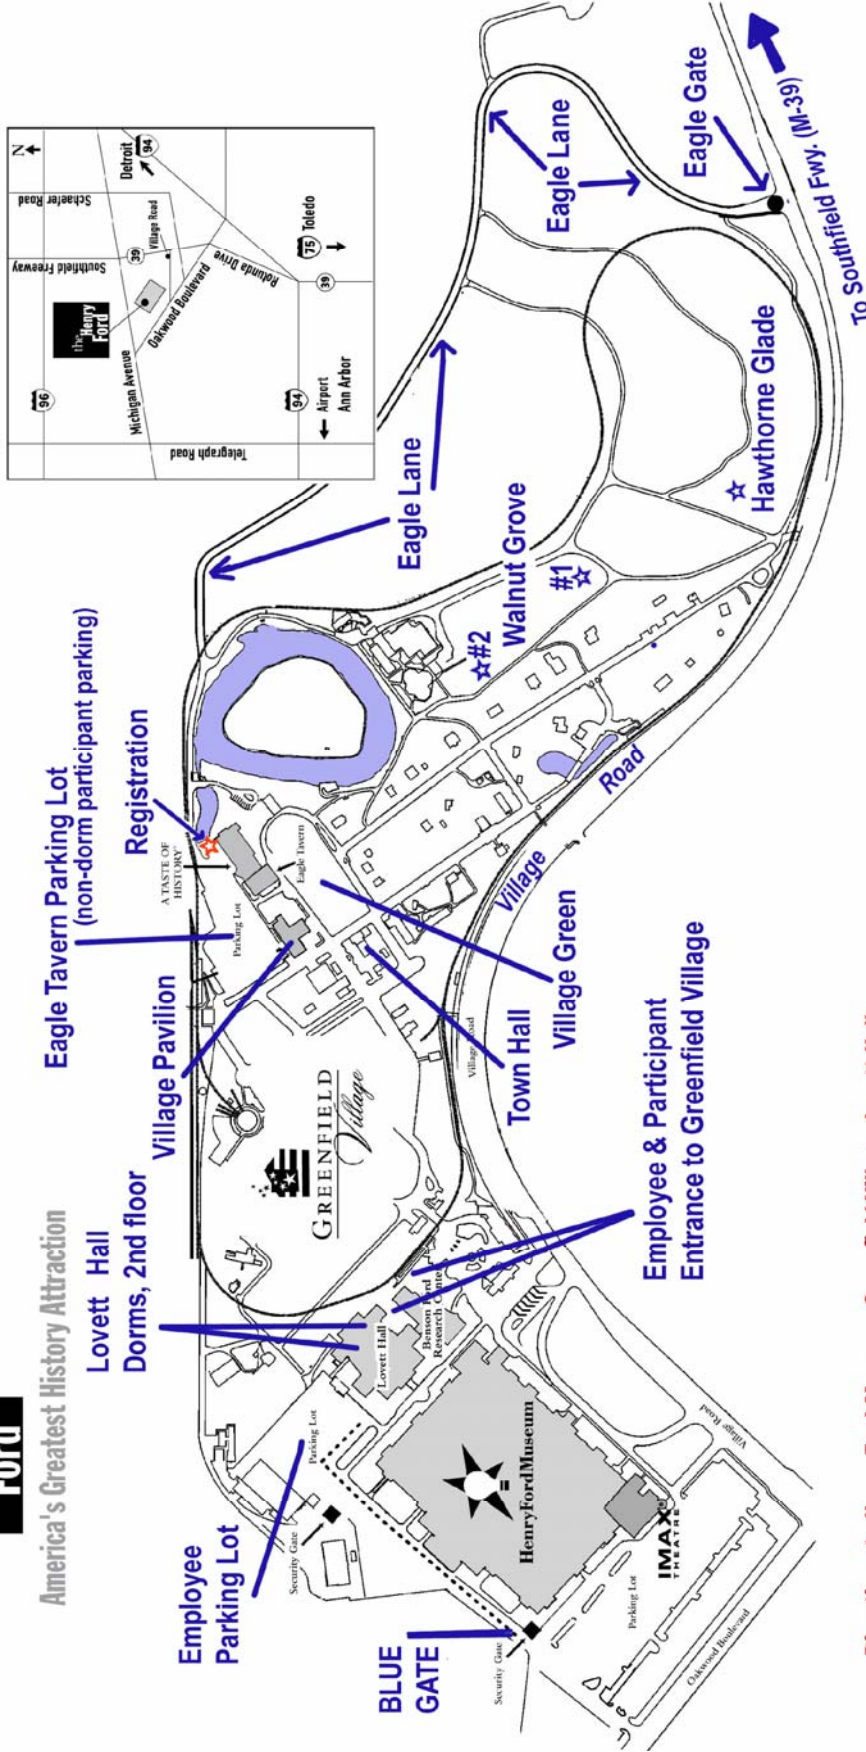 Ford
America's Greatest History Attraction
Eagle Tavern Parking Lot
(non-dorm participant parking)
Registration
Village Pavilion
Lovett Hall
Dorms, 2nd floor
Employee
Parking Lot
BLUE
GATE
Security Gate
Security Gate
Parking Lot
Parking Lot
Parking Lot
A TASTE OF
HISTORY
Eagle Tavern
GREENFIELD
Village
Lovett Hall
Benson Ford
Research Center
HenryFordMuseum
IMAX
THEATRE
Oakwood Boulevard
Village Road
Village Road
Village Road
Employee & Participant
Entrance to Greenfield Village
Town Hall
Village Green
Walnut Grove
#2
#1
Hawthorne Glade
Eagle Lane
Eagle Lane
Eagle Gate
To Southfield Fwy. (M-39)
N
96
Michigan Avenue
the
Henry
Ford
Telegraph Road
Southfield Freeway
Schaefer Road
Detroit
94
39
Village Road
Oakwood Boulevard
Rotunda Drive
94
Airport
Ann Arbor
39
75 Toledo